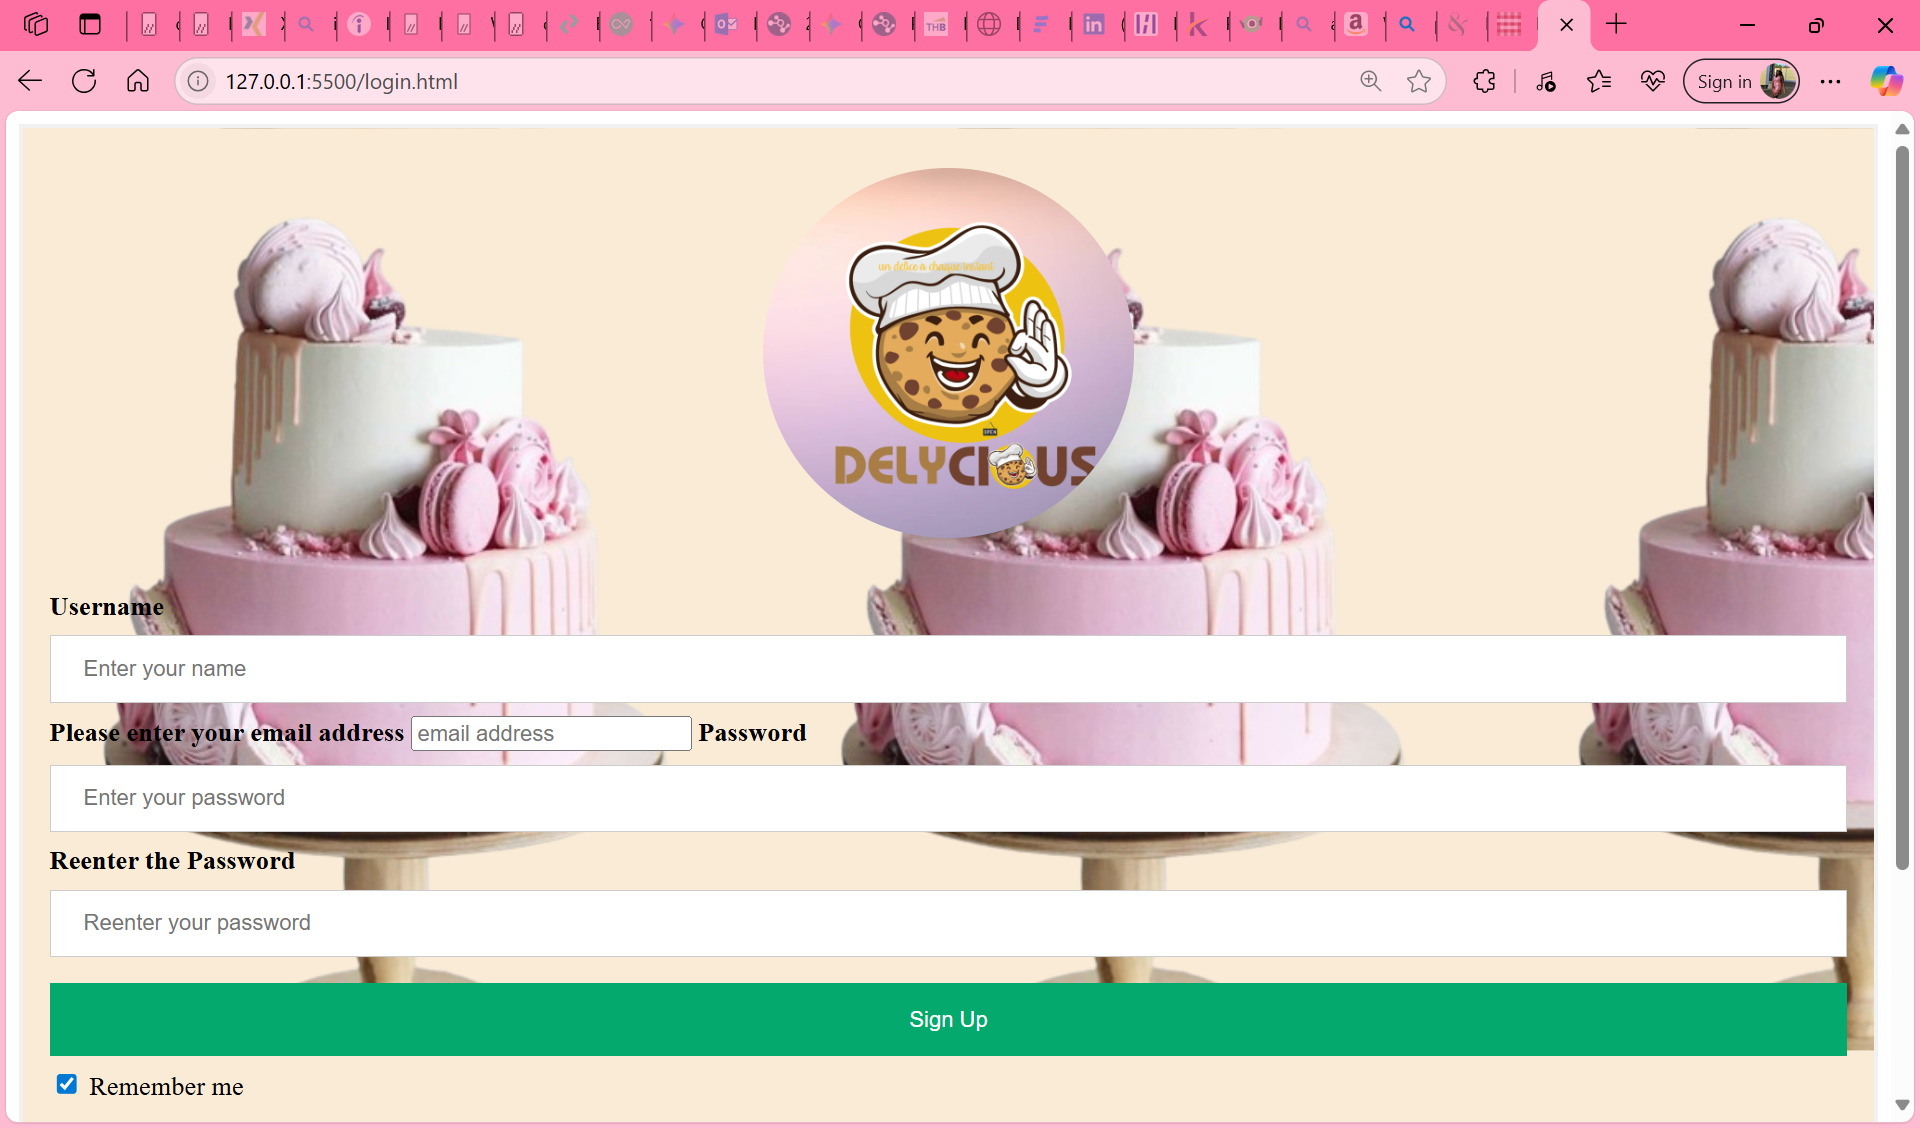 127.0.0.1:5500/login.html
Sign in
un délice à chaque instant
OPEN
DELYCIOUS
Username
Enter your name
Please enter your email address email address Password
Enter your password
Reenter the Password
Reenter your password
Sign Up
Remember me